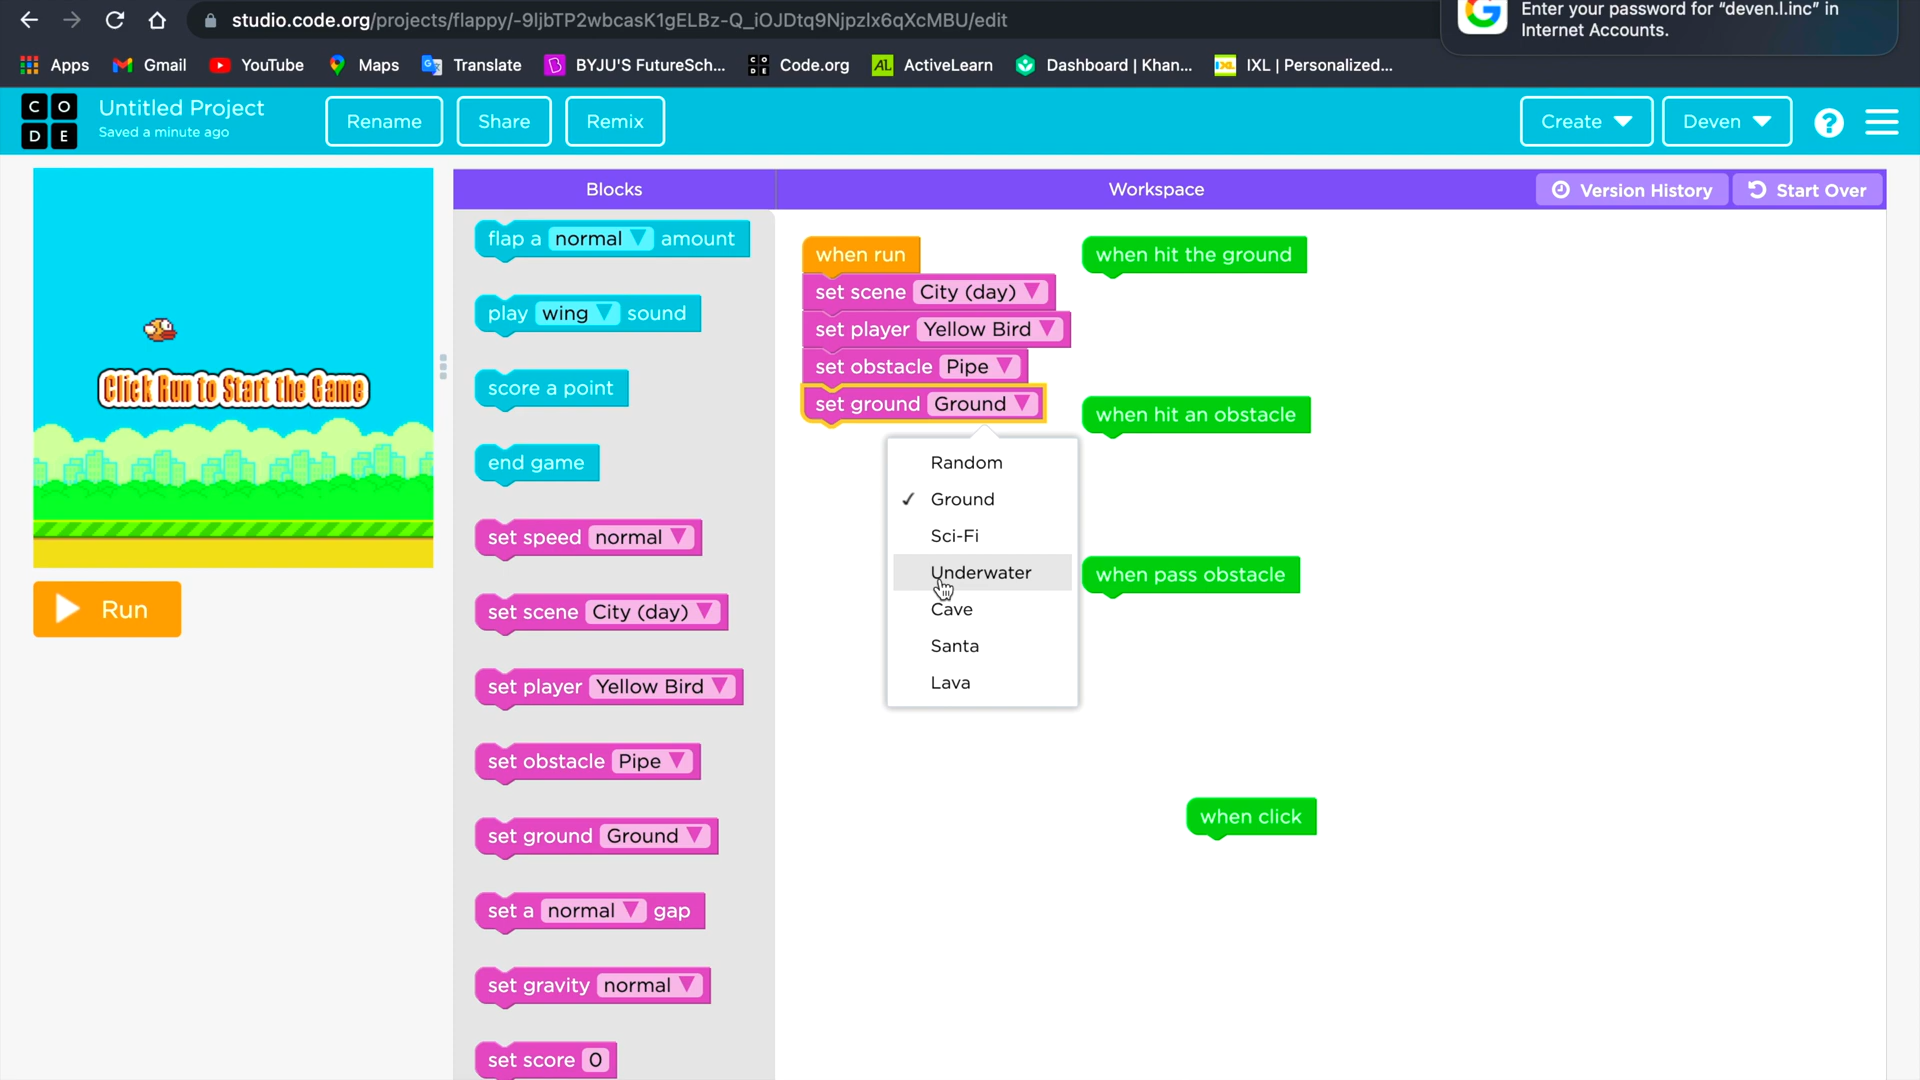 studio.code.org/projects/flappy/-9ljbTP2wbcasK1gELBz-Q_iOJDtq9Njpzlx6qXcMBU/edit
Enter your password for “deven.l.inc” in
Internet Accounts.
Apps
Gmail
YouTube
Maps
Translate
BYJU'S FutureSch...
Code.org
AL ActiveLearn
Dashboard | Khan...
IXL | Personalized...
CODE
Untitled Project
Saved a minute ago
Rename
Share
Remix
Create
Deven
?
Blocks
Workspace
Version History
Start Over
Click Run to Start the Game
Run
flap a normal amount
play wing sound
score a point
end game
set speed normal
set scene City (day)
set player Yellow Bird
set obstacle Pipe
set ground Ground
set a normal gap
set gravity normal
set score 0
when run
set scene City (day)
set player Yellow Bird
set obstacle Pipe
set ground Ground
Random
✓ Ground
Sci-Fi
Underwater
Cave
Santa
Lava
when hit the ground
when hit an obstacle
when pass obstacle
when click